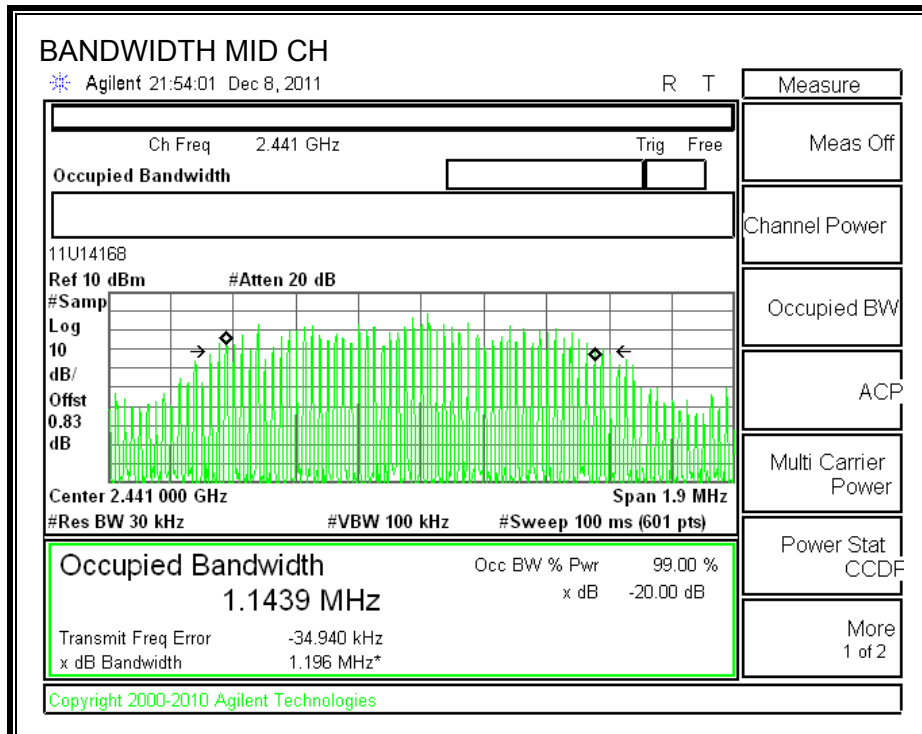 BANDWIDTH MID CH
Agilent 21:54:01 Dec 8, 2011 R T
Measure
Ch Freq 2.441 GHz Trig Free
Meas Off
Occupied Bandwidth
Channel Power
11U14168
Ref 10 dBm #Atten 20 dB
#Samp
Log
10
dB/
Offst
0.83
dB
Occupied BW
ACP
Center 2.441 000 GHz Span 1.9 MHz
#Res BW 30 kHz #VBW 100 kHz #Sweep 100 ms (601 pts)
Multi Carrier
Power
Occupied Bandwidth Occ BW % Pwr 99.00 %
1.1439 MHz x dB -20.00 dB
Transmit Freq Error -34.940 kHz
x dB Bandwidth 1.196 MHz*
Power Stat
CCDF
More
1 of 2
Copyright 2000-2010 Agilent Technologies